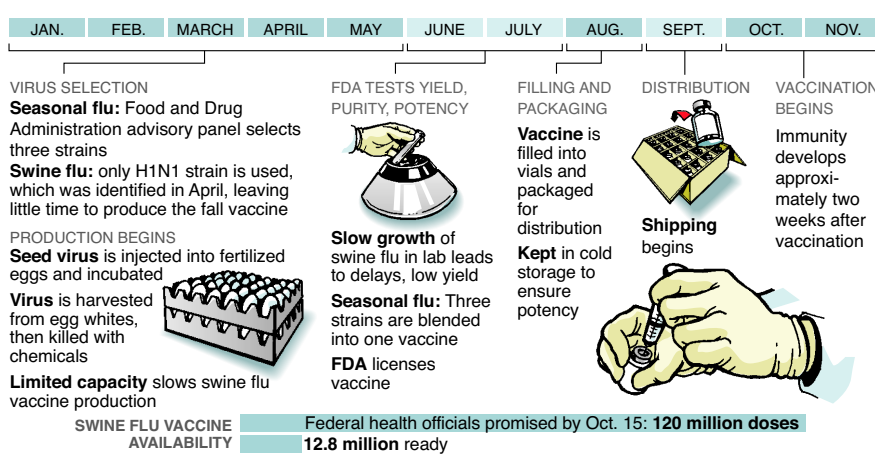 JAN. FEB. MARCH APRIL MAY JUNE JULY AUG. SEPT. OCT. NOV.
VIRUS SELECTION
Seasonal flu: Food and Drug
Administration advisory panel selects
three strains
Swine flu: only H1N1 strain is used,
which was identified in April, leaving
little time to produce the fall vaccine
PRODUCTION BEGINS
Seed virus is injected into fertilized
eggs and incubated
Virus is harvested
from egg whites,
then killed with
chemicals
Limited capacity slows swine flu
vaccine production
FDA TESTS YIELD,
PURITY, POTENCY
Slow growth of
swine flu in lab leads
to delays, low yield
Seasonal flu: Three
strains are blended
into one vaccine
FDA licenses
vaccine
FILLING AND
PACKAGING
Vaccine is
filled into
vials and
packaged
for
distribution
Kept in cold
storage to
ensure
potency
DISTRIBUTION
Shipping
begins
VACCINATION
BEGINS
Immunity
develops
approxi-
mately two
weeks after
vaccination
SWINE FLU VACCINE
AVAILABILITY
Federal health officials promised by Oct. 15: 120 million doses
12.8 million ready